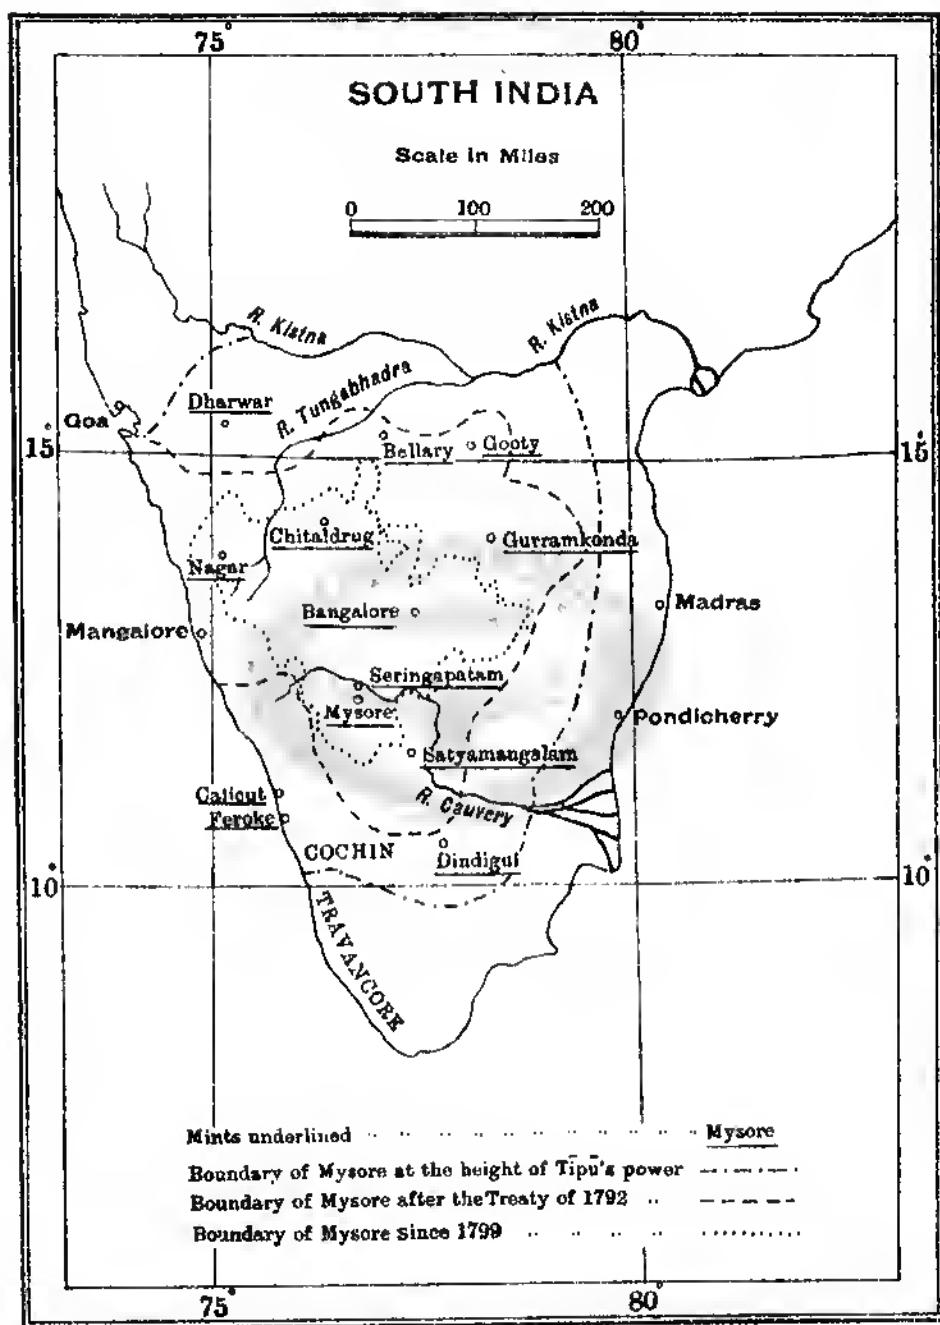 75° 80°
SOUTH INDIA
Scale in Miles
0 100 200
R. Kistna
R. Kistna
Dharwar
R. Tungabhadra
Goa
15° 15°
Bellary
Gooty
Chitaldrug
Gurramkonda
Nagar
Bangalore
Madras
Mangalore
Seringapatam
Mysore
Pondicherry
Satyamangalam
Calicut
R. Cauvery
Feroke
COCHIN
Dindigul
10° 10°
TRAVANCORE
Mints underlined Mysore
Boundary of Mysore at the height of Tīpū's power
Boundary of Mysore after the Treaty of 1792
Boundary of Mysore since 1799
75° 80°